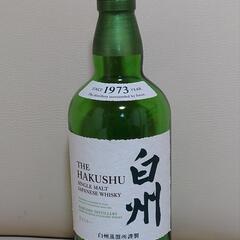 SINCE 1973 YEAR
THE
HAKUSHU
SINGLE MALT
JAPANESE WHISKY
白州
白州蒸溜所謹製